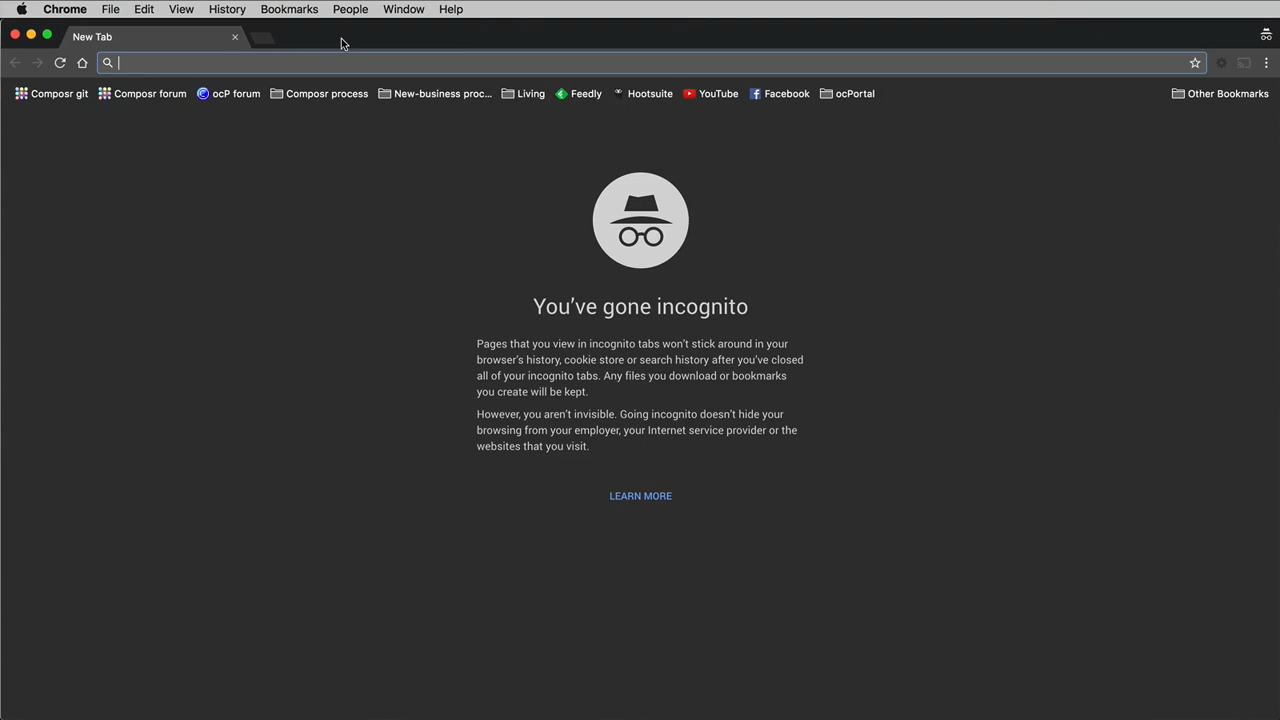 Chrome File Edit View History Bookmarks People Window Help
New Tab
Composr git Composr forum ocP forum Composr process New-business proc... Living Feedly Hootsuite YouTube Facebook ocPortal Other Bookmarks
You've gone incognito
Pages that you view in incognito tabs won't stick around in your
browser's history, cookie store or search history after you've closed
all of your incognito tabs. Any files you download or bookmarks
you create will be kept.
However, you aren't invisible. Going incognito doesn't hide your
browsing from your employer, your Internet service provider or the
websites that you visit.
LEARN MORE